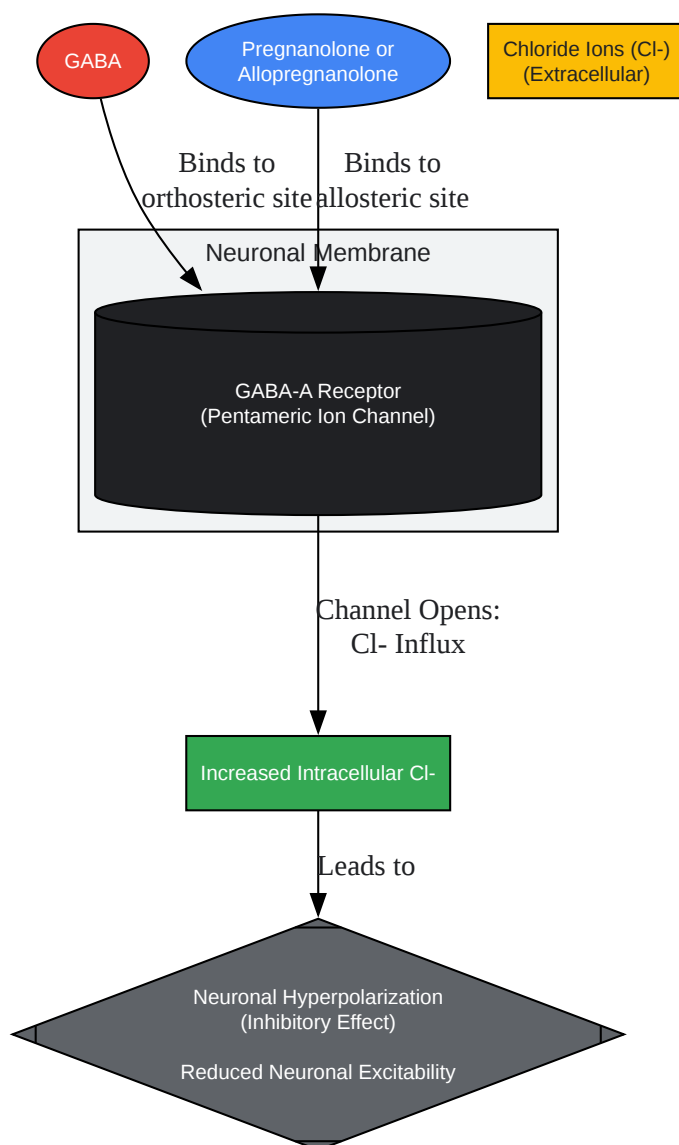 GABA
Pregnanolone or
Allopregnanolone
Chloride Ions (Cl-)
(Extracellular)
Binds to
orthosteric site
Binds to
allosteric site
Neuronal Membrane
GABA-A Receptor
(Pentameric Ion Channel)
Channel Opens:
Cl- Influx
Increased Intracellular Cl-
Leads to
Neuronal Hyperpolarization
(Inhibitory Effect)
Reduced Neuronal Excitability